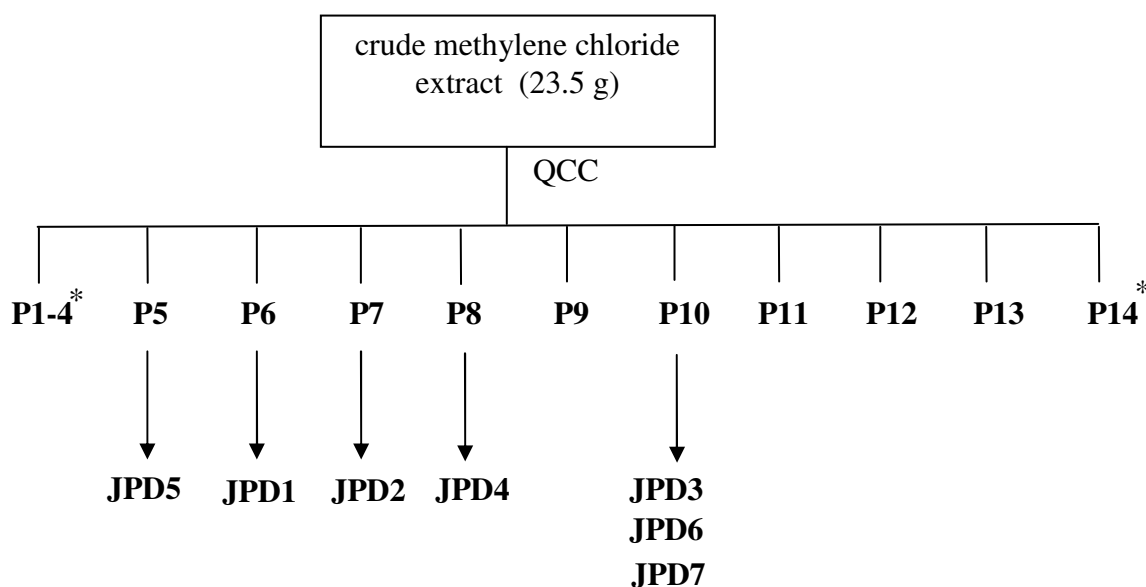 crude methylene chloride
extract (23.5 g)
QCC
P1-4* P5 P6 P7 P8 P9 P10 P11 P12 P13 P14*
JPD5 JPD1 JPD2 JPD4 JPD3
JPD6
JPD7